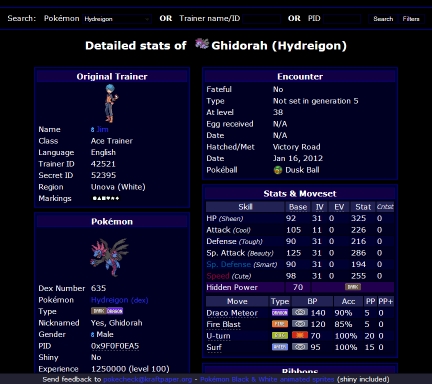 Search: Pokémon Hydreigon OR Trainer name/ID OR PID Search Filters
Detailed stats of Ghidorah (Hydreigon)
Original Trainer
Name Jim
Class Ace Trainer
Language English
Trainer ID 42521
Secret ID 52395
Region Unova (White)
Markings ●▲■♥★♦
Pokémon
Dex Number 635
Pokémon Hydreigon (dex)
Type DARK DRAGON
Nicknamed Yes, Ghidorah
Gender Male
PID 0x9F0F0EA5
Shiny No
Experience 1250000 (level 100)
Encounter
Fateful No
Type Not set in generation 5
At level 38
Egg received N/A
Date N/A
Hatched/Met Victory Road
Date Jan 16, 2012
Pokéball Dusk Ball
Stats & Moveset
Skill Base IV EV Stat Cntst
HP (Sheen) 92 31 0 325 0
Attack (Cool) 105 11 0 226 0
Defense (Tough) 90 31 0 216 0
Sp. Attack (Beauty) 125 31 0 286 0
Sp. Defense (Smart) 90 31 0 194 0
Speed (Cute) 98 31 0 255 0
Hidden Power 70 DARK
Move Type BP Acc PP PP+
Draco Meteor DRAGON 140 90% 5 0
Fire Blast FIRE 120 85% 5 0
U-turn BUG 70 100% 20 0
Surf WATER 95 100% 15 0
Ribbons
Send feedback to pokecheck@kraftpaper.org • Pokémon Black & White animated sprites (shiny included)